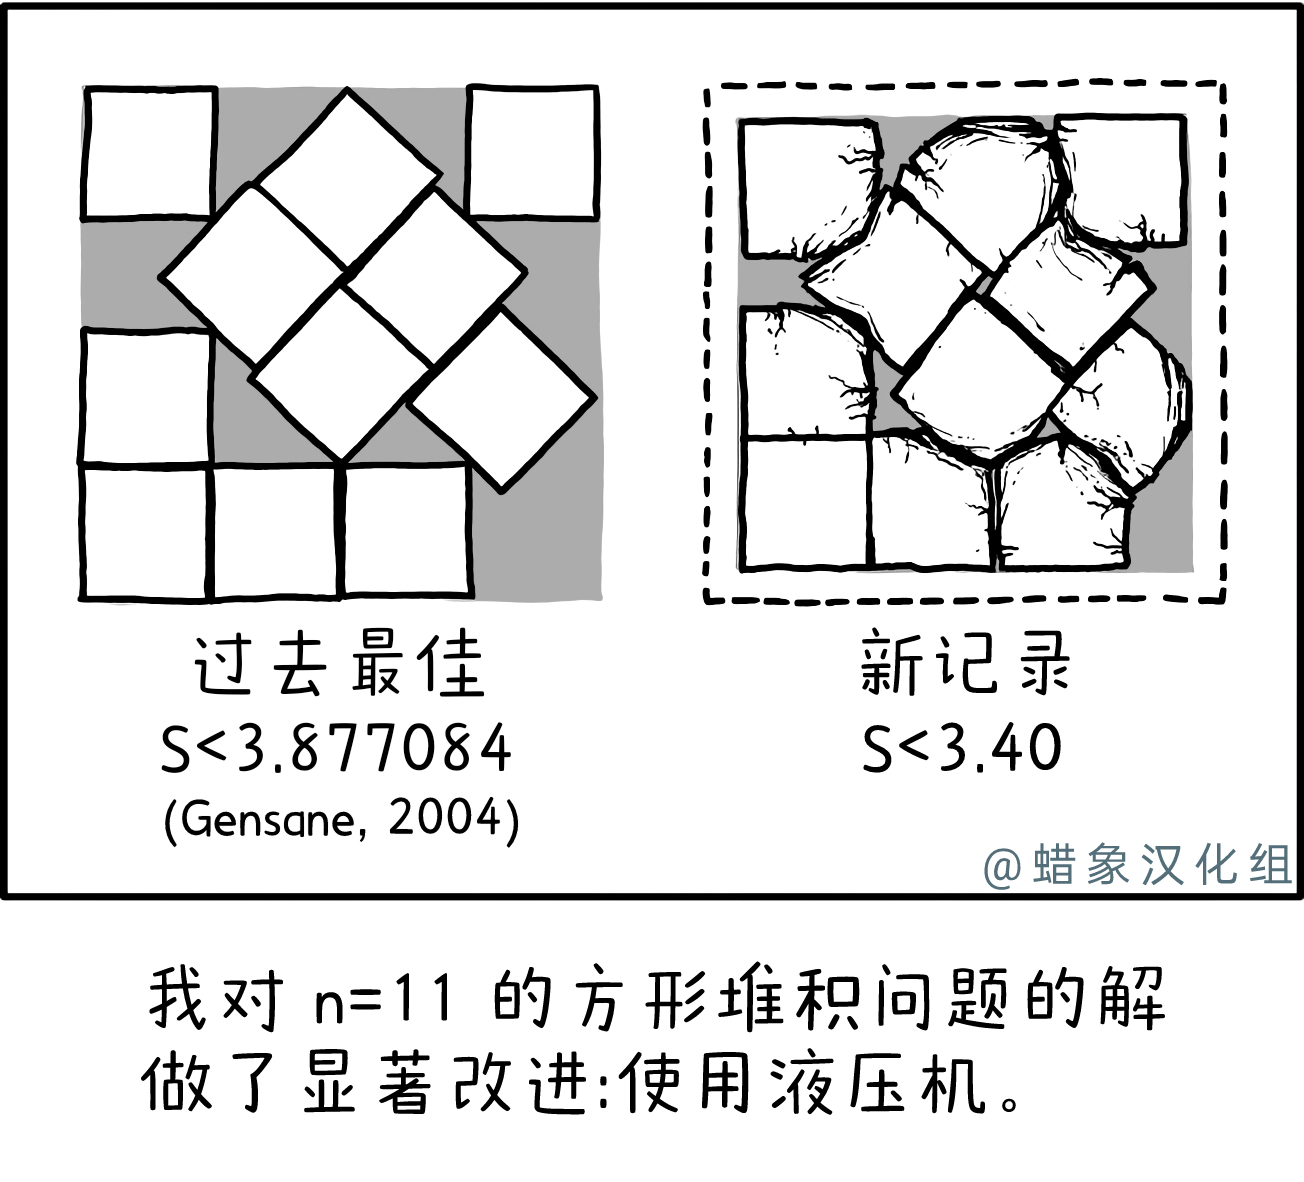 过去最佳
S<3.877084
(Gensane, 2004)
新记录
S<3.40
@蜡象汉化组
我对 n=11 的方形堆积问题的解
做了显著改进:使用液压机。